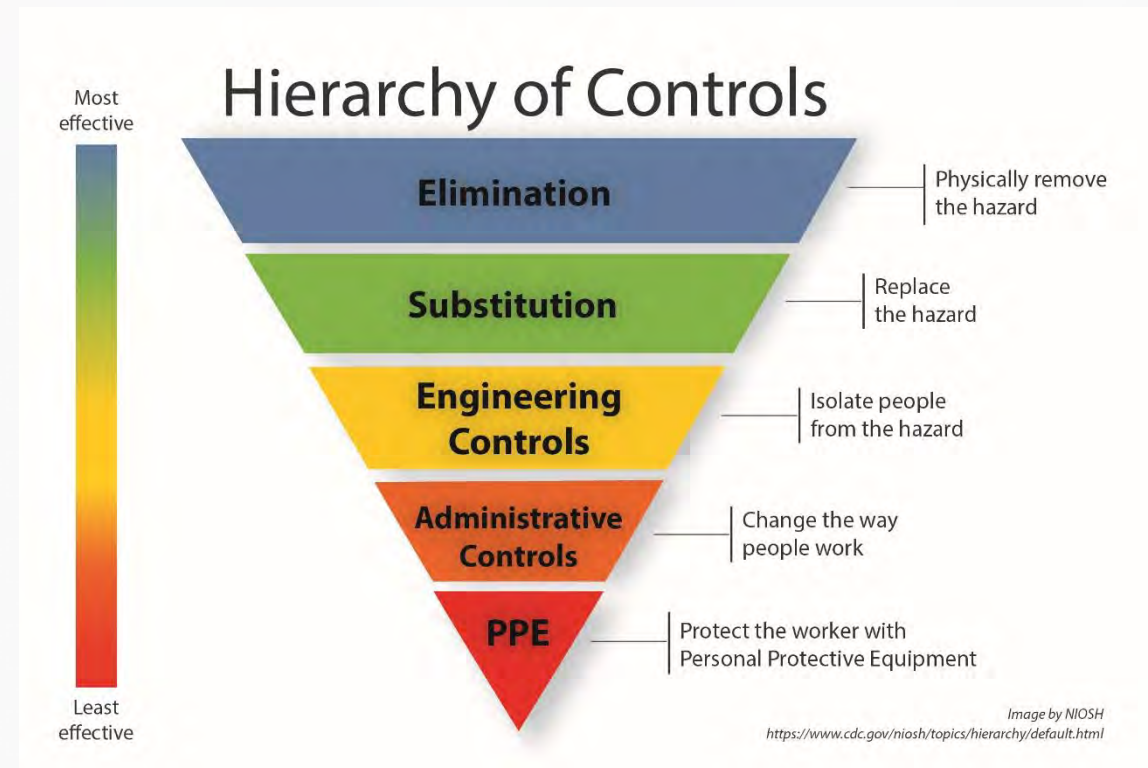 Hierarchy of Controls
Most
effective
Elimination
Physically remove
the hazard
Substitution
Replace
the hazard
Engineering
Controls
Isolate people
from the hazard
Administrative
Controls
Change the way
people work
PPE
Protect the worker with
Personal Protective Equipment
Least
effective
Image by NIOSH
https://www.cdc.gov/niosh/topics/hierarchy/default.html